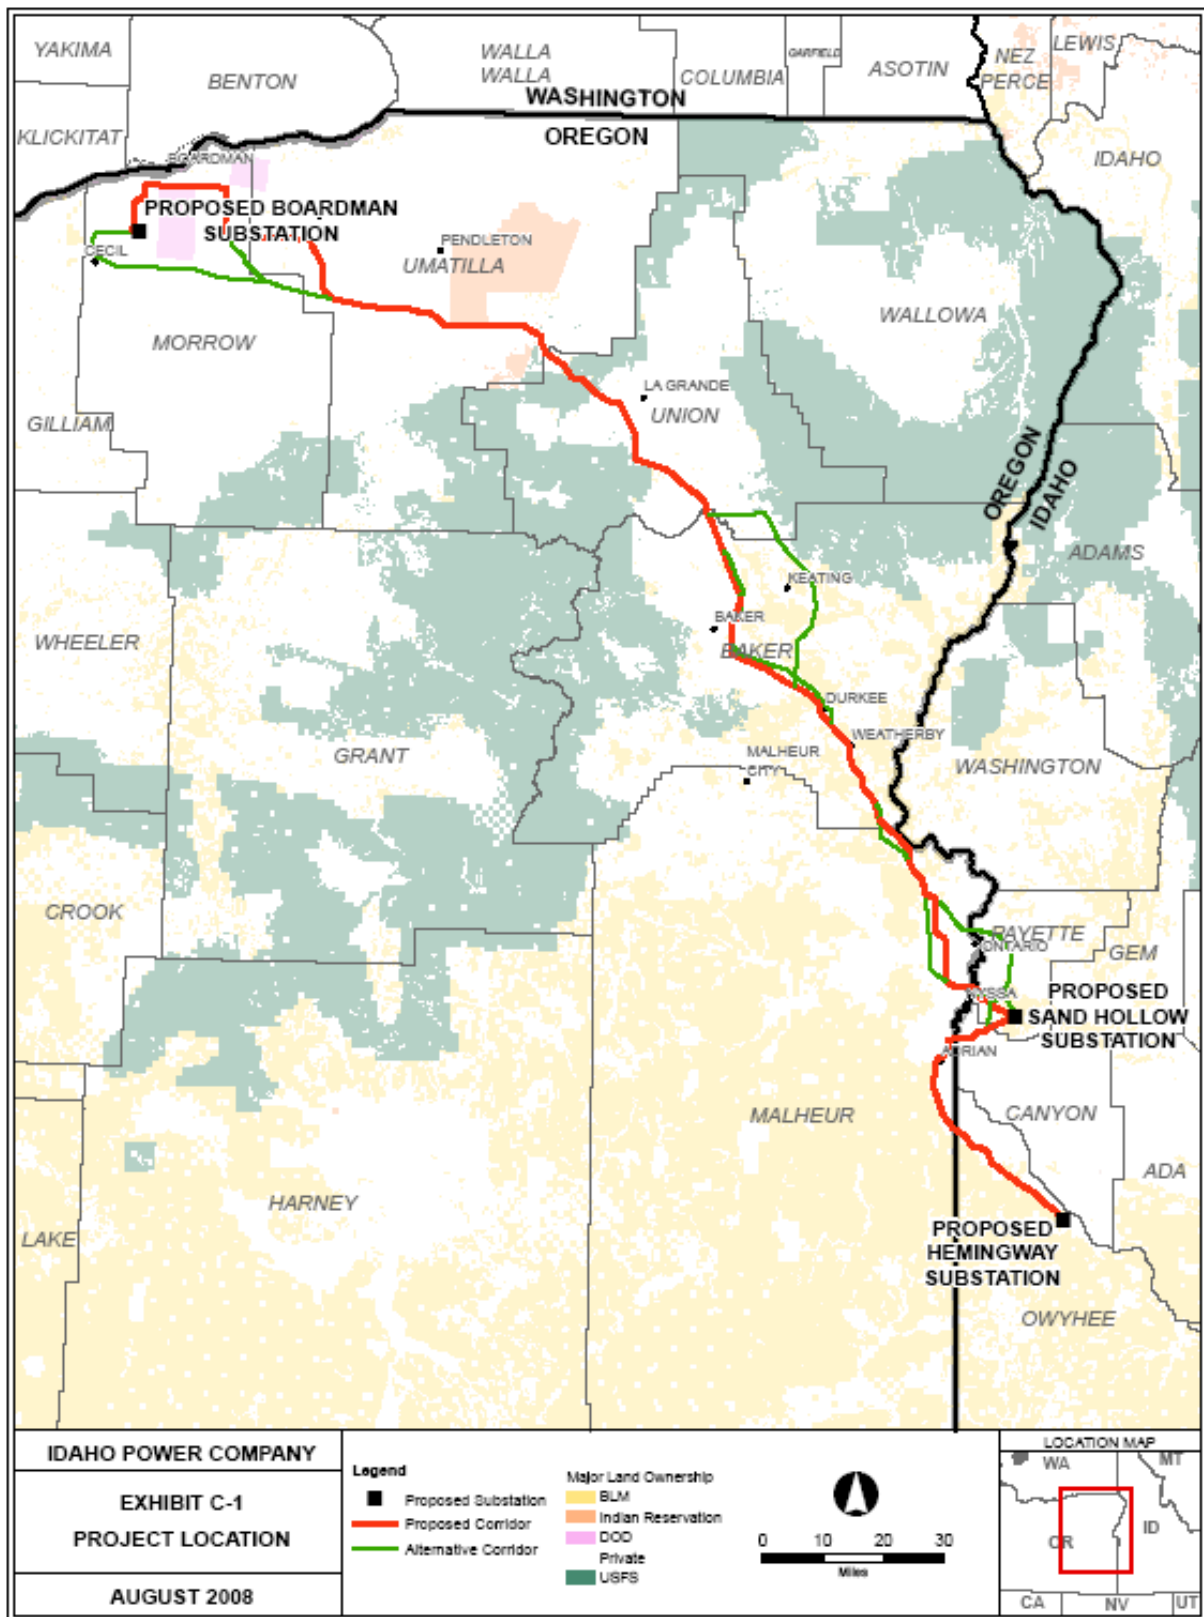 YAKIMA
BENTON
WALLA
WALLA
COLUMBIA
GARFIELD
ASOTIN
NEZ
PERCE
LEWIS
KLICKITAT
WASHINGTON
OREGON
IDAHO
BOARDMAN
PROPOSED BOARDMAN
SUBSTATION
CECIL
PENDLETON
UMATILLA
WALLOWA
MORROW
LA GRANDE
UNION
GILLIAM
OREGON
IDAHO
ADAMS
KEATING
WHEELER
BAKER
BAKER
DURKEE
WEATHERBY
GRANT
MALHEUR
CITY
WASHINGTON
CROOK
PAYETTE
ONTARIO
GEM
NYSSA
PROPOSED
SAND HOLLOW
SUBSTATION
ADRIAN
MALHEUR
CANYON
ADA
HARNEY
LAKE
PROPOSED
HEMINGWAY
SUBSTATION
OWYHEE
IDAHO POWER COMPANY
EXHIBIT C-1
PROJECT LOCATION
AUGUST 2008
Legend
Proposed Substation
Proposed Corridor
Alternative Corridor
Major Land Ownership
BLM
Indian Reservation
DOD
Private
USFS
0 10 20 30
Miles
LOCATION MAP
WA
MT
OR
ID
CA
NV
UT